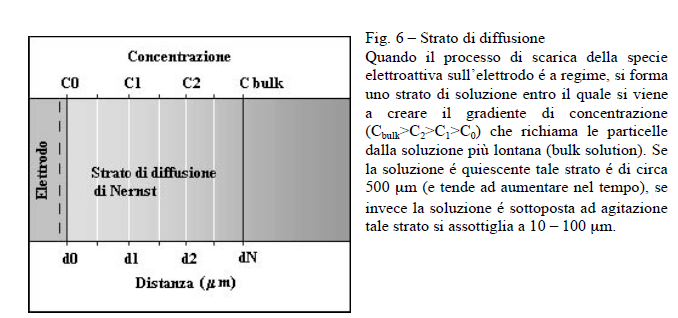 Concentrazione
C0 C1 C2 C bulk
Elettrodo
Strato di diffusione
di Nernst
d0 d1 d2 dN
Distanza (μm)
Fig. 6 – Strato di diffusione
Quando il processo di scarica della specie
elettroattiva sull'elettrodo é a regime, si forma
uno strato di soluzione entro il quale si viene
a creare il gradiente di concentrazione
(Cbulk>C2>C1>C0) che richiama le particelle
dalla soluzione più lontana (bulk solution). Se
la soluzione é quiescente tale strato é di circa
500 μm (e tende ad aumentare nel tempo), se
invece la soluzione é sottoposta ad agitazione
tale strato si assottiglia a 10 – 100 μm.